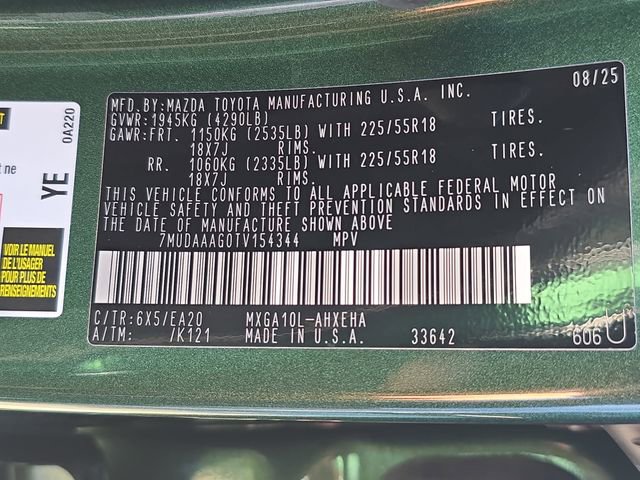 08/25
MFD. BY:MAZDA TOYOTA MANUFACTURING U.S.A. INC.
GVWR:1945KG (4290LB)
GAWR:FRT. 1150KG (2535LB) WITH 225/55R18 TIRES.
18X7J RIMS.
RR. 1060KG (2335LB) WITH 225/55R18 TIRES.
18X7J RIMS.
THIS VEHICLE CONFORMS TO ALL APPLICABLE FEDERAL MOTOR
VEHICLE SAFETY AND THEFT PREVENTION STANDARDS IN EFFECT ON
THE DATE OF MANUFACTURE SHOWN ABOVE
7MUDAAAG0TV154344 MPV
C/TR:6X5/EA20 MXGA10L-AHXEHA
A/TM: /K121 MADE IN U.S.A. 33642 606
0A220
YE
ne
VOIR LE MANUEL
DE L'USAGER
POUR PLUS DE
RENSEIGNEMENTS